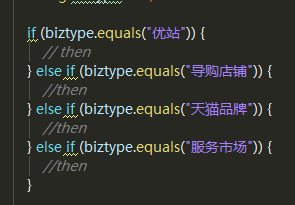 if (biztype.equals("优站")) {
// then
} else if (biztype.equals("导购店铺")) {
//then
} else if (biztype.equals("天猫品牌")) {
//then
} else if (biztype.equals("服务市场")) {
//then
}